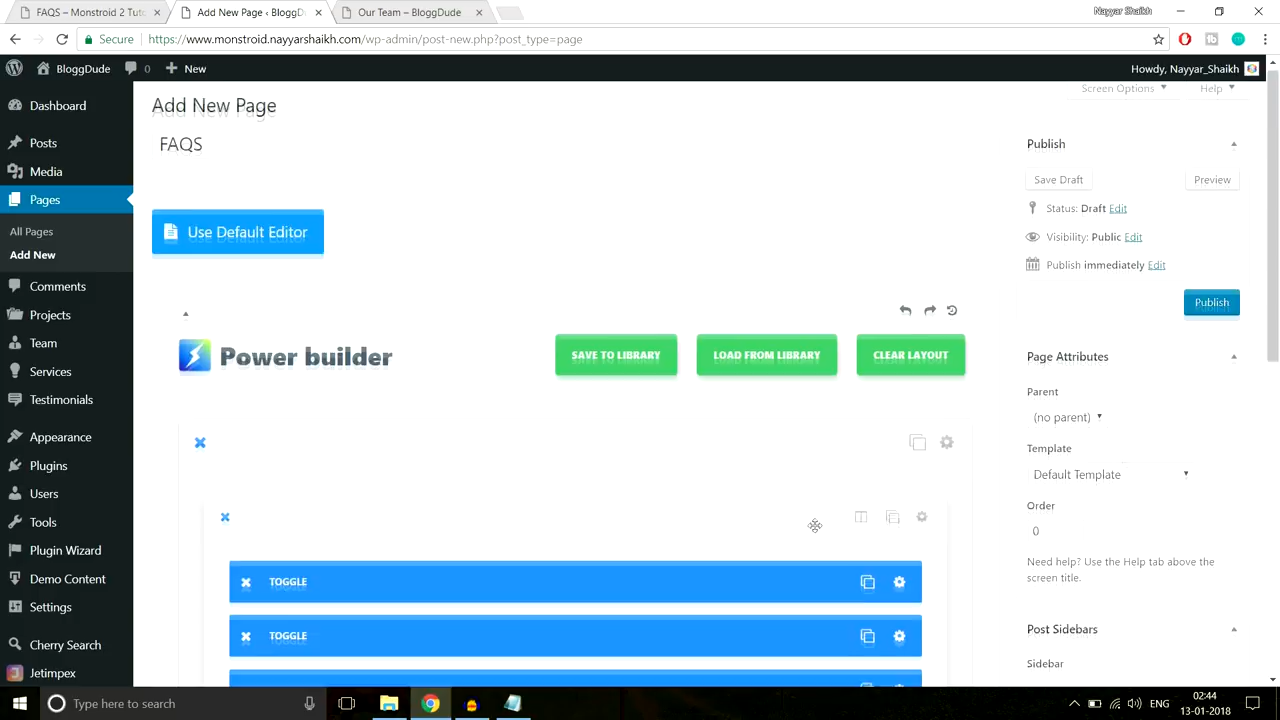 FAQS – Monstroid 2 Tuto
Add New Page ‹ BloggD
Our Team – BloggDude
Nayyar Shaikh
Secure
https://www.monstroid.nayyarshaikh.com/wp-admin/post-new.php?post_type=page
BloggDude
0
New
Howdy, Nayyar_Shaikh
Dashboard
Posts
Media
Pages
All Pages
Add New
Comments
Projects
Team
Services
Testimonials
Appearance
Plugins
Users
Tools
Plugin Wizard
Demo Content
Settings
Cherry Search
Jetimpex
Add New Page
Screen Options
Help
FAQS
Use Default Editor
Power builder
SAVE TO LIBRARY
LOAD FROM LIBRARY
CLEAR LAYOUT
TOGGLE
TOGGLE
Publish
Save Draft
Preview
Status: Draft Edit
Visibility: Public Edit
Publish immediately Edit
Publish
Page Attributes
Parent
(no parent)
Template
Default Template
Order
0
Need help? Use the Help tab above the
screen title.
Post Sidebars
Sidebar
Type here to search
ENG
02:44
13-01-2018